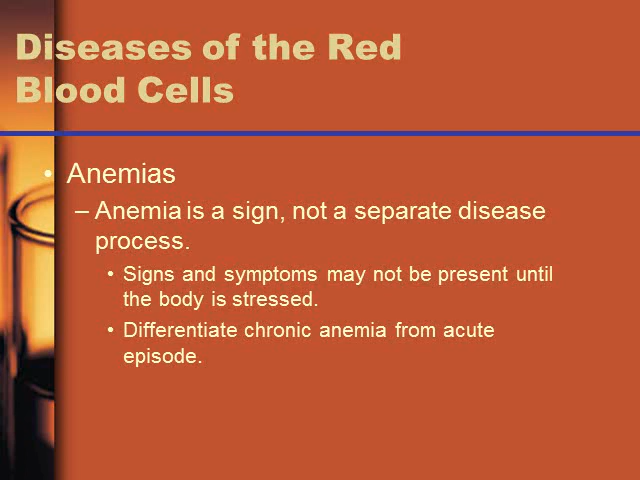 Diseases of the Red
Blood Cells
• Anemias
– Anemia is a sign, not a separate disease
process.
• Signs and symptoms may not be present until
the body is stressed.
• Differentiate chronic anemia from acute
episode.